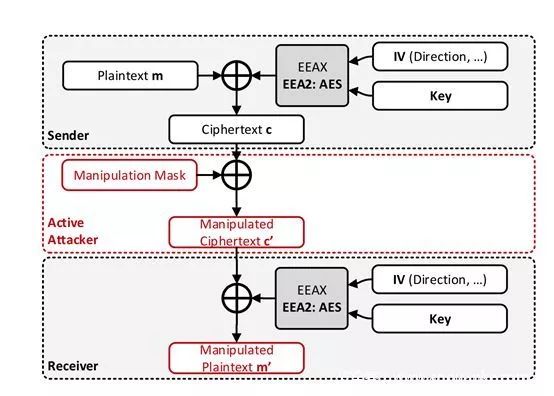 Plaintext m
EEAX
EEA2: AES
IV (Direction, ...)
Key
Ciphertext c
Sender
Manipulation Mask
Active
Attacker
Manipulated
Ciphertext c’
EEAX
EEA2: AES
IV (Direction, ...)
Key
Manipulated
Plaintext m’
Receiver